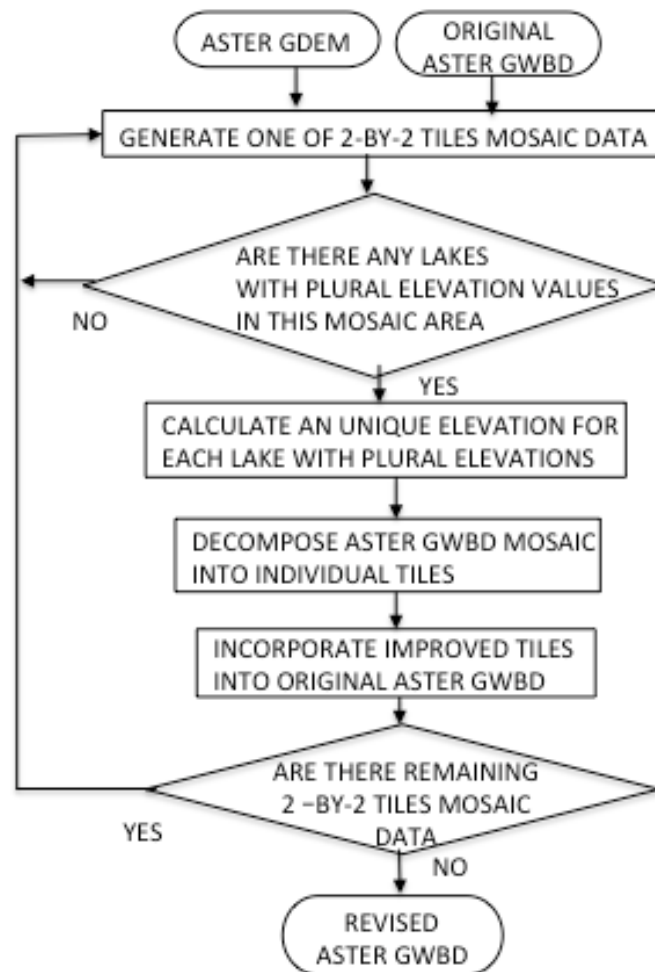 ASTER GDEM
ORIGINAL
ASTER GWBD
GENERATE ONE OF 2-BY-2 TILES MOSAIC DATA
ARE THERE ANY LAKES
WITH PLURAL ELEVATION VALUES
IN THIS MOSAIC AREA
NO
YES
CALCULATE AN UNIQUE ELEVATION FOR
EACH LAKE WITH PLURAL ELEVATIONS
DECOMPOSE ASTER GWBD MOSAIC
INTO INDIVIDUAL TILES
INCORPORATE IMPROVED TILES
INTO ORIGINAL ASTER GWBD
ARE THERE REMAINING
2 –BY-2 TILES MOSAIC
DATA
YES
NO
REVISED
ASTER GWBD